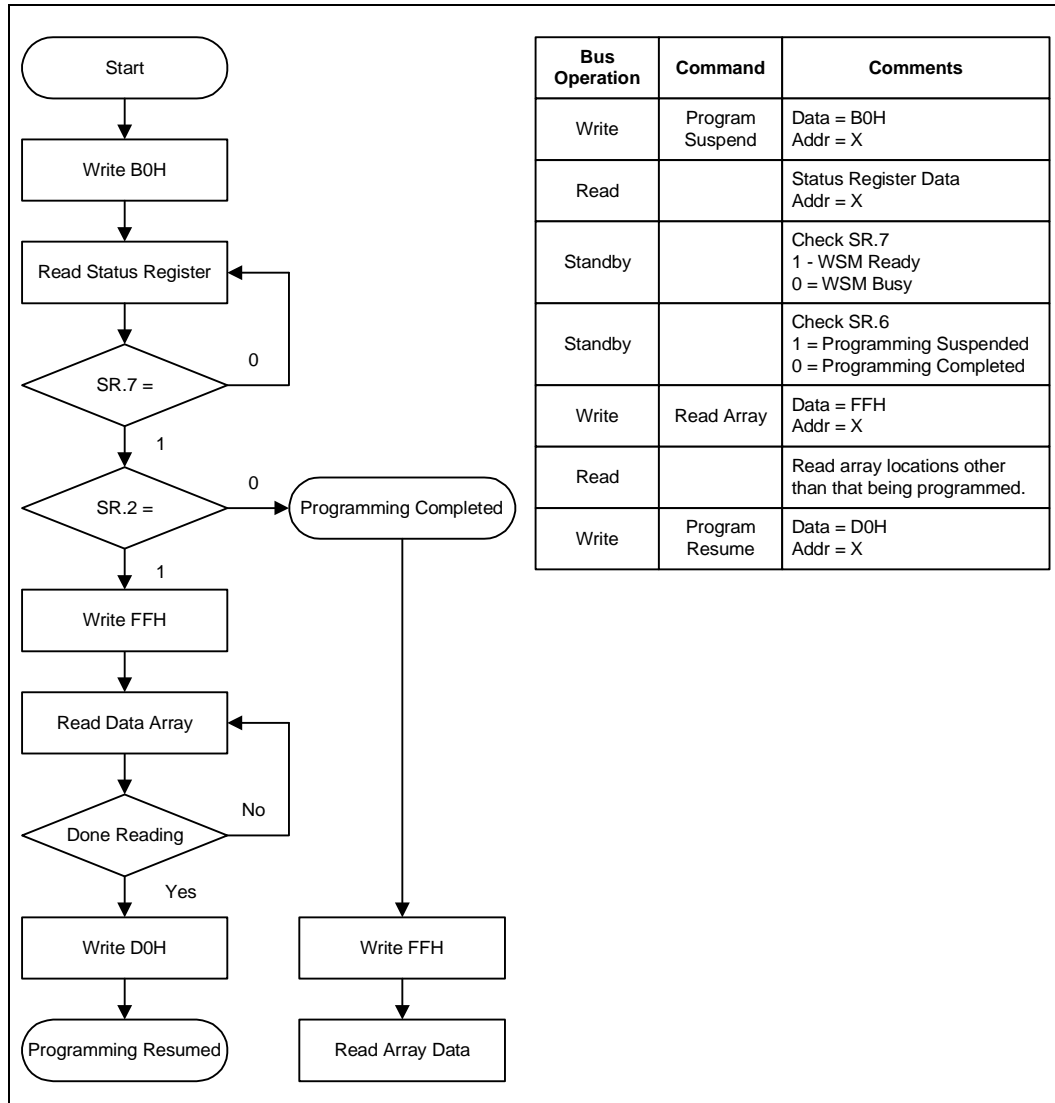 Start
Write B0H
Read Status Register
0
SR.7 =
1
0
SR.2 =
Programming Completed
1
Write FFH
Read Data Array
No
Done Reading
Yes
Write D0H
Write FFH
Programming Resumed
Read Array Data
Bus
Operation
Command
Comments
Write
Program
Suspend
Data = B0H
Addr = X
Read
Status Register Data
Addr = X
Standby
Check SR.7
1 - WSM Ready
0 = WSM Busy
Standby
Check SR.6
1 = Programming Suspended
0 = Programming Completed
Write
Read Array
Data = FFH
Addr = X
Read
Read array locations other
than that being programmed.
Write
Program
Resume
Data = D0H
Addr = X